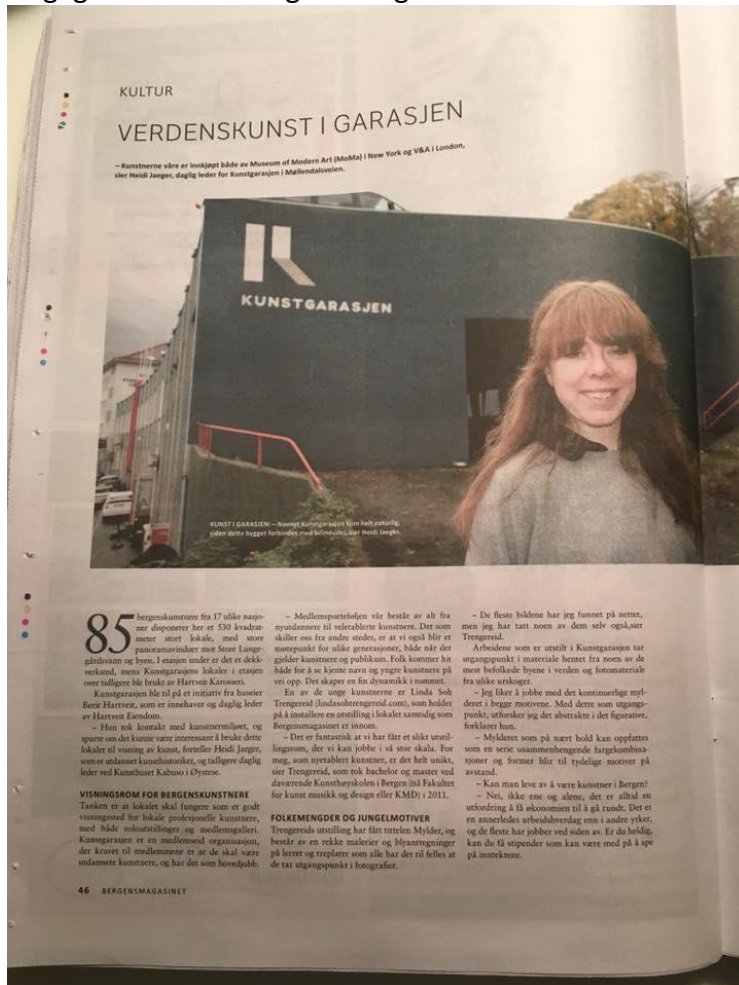 KULTUR
VERDENSKUNST I GARASJEN
– Kunstnerne våre er innkjøpt både av Museum of Modern Art (MoMa) i New York og V&A i London,
sier Heidi Jaeger, daglig leder for Kunstgarasjen i Møllendalsveien.
KUNSTGARASJEN
KUNST I GARASJEN: – Navnet Kunstgarasjen kom helt naturlig,
siden dette bygget forbindes med bilindustri, sier Heidi Jaeger.
85 bergenskunstnere fra 17 ulike nasjo-
ner disponerer her et 530 kvadrat-
meter stort lokale, med store
panoramavinduer mot Store Lunge-
gårdsvann og byen. I etasjen under er det et dekk-
verksted, mens Kunstgarasjens lokaler i etasjen
over tidligere ble brukt av Hartveit Karosseri.
Kunstgarasjen ble til på et initiativ fra huseier
Berit Hartveit, som er innehaver og daglig leder
av Hartveit Eiendom.
– Hun tok kontakt med kunstnermiljøet, og
spurte om det kunne være interessant å bruke dette
lokalet til visning av kunst, forteller Heidi Jaeger,
som er utdannet kunsthistoriker, og tidligere daglig
leder ved Kunsthuset Kabuso i Øystese.
VISNINGSROM FOR BERGENSKUNSTNERE
Tanken er at lokalet skal fungere som et godt
visningssted for lokale profesjonelle kunstnere,
med både soloutstillinger og medlemsgalleri.
Kunstgarasjen er en medlemseid organisasjon,
der kravet til medlemmene er at de skal være
utdannete kunstnere, og har det som hovedjobb.
– Medlemsporteføljen vår består av alt fra
nyutdannete til veletablerte kunstnere. Det som
skiller oss fra andre steder, er at vi også blir et
møtepunkt for ulike generasjoner, både når det
gjelder kunstnere og publikum. Folk kommer hit
både for å se kjente navn og yngre kunstnere på
vei opp. Det skaper en fin dynamikk i rommet.
En av de unge kunstnerne er Linda Soh
Trengereid (lindasohtrengereid.com), som holder
på å installere en utstilling i lokalet samtidig som
Bergensmagasinet er innom.
– Det er fantastisk at vi har fått et slikt utstil-
lingsrom, der vi kan jobbe i så stor skala. For
meg, som nyetablert kunstner, er det helt unikt,
sier Trengereid, som tok bachelor og master ved
daværende Kunsthøyskolen i Bergen (nå Fakultet
for kunst musikk og design eller KMD) i 2011.
FOLKEMENGDER OG JUNGELMOTIVER
Trengereids utstilling har fått tittelen Mylder, og
består av en rekke malerier og blyanttegninger
på lerret og treplater som alle har det til felles at
de tar utgangspunkt i fotografier.
– De fleste bildene har jeg funnet på nettet,
men jeg har tatt noen av dem selv også,sier
Trengereid.
Arbeidene som er utstilt i Kunstgarasjen tar
utgangspunkt i materiale hentet fra noen av de
mest befolkede byene i verden og fotomateriale
fra ulike urskoger.
– Jeg liker å jobbe med det kontinuerlige myl-
deret i begge motivene. Med dette som utgangs-
punkt, utforsker jeg det abstrakte i det figurative,
forklarer hun.
– Mylderet som på nært hold kan oppfattes
som en serie usammenhengende fargekombina-
sjoner og former blir til tydelige motiver på
avstand.
– Kan man leve av å være kunstner i Bergen?
– Nei, ikke ene og alene, det er alltid en
utfordring å få økonomien til å gå rundt. Det er
en annerledes arbeidshverdag enn i andre yrker,
og de fleste har jobber ved siden av. Er du heldig,
kan du få stipender som kan være med på å spe
på inntektene.
46 BERGENSMAGASINET